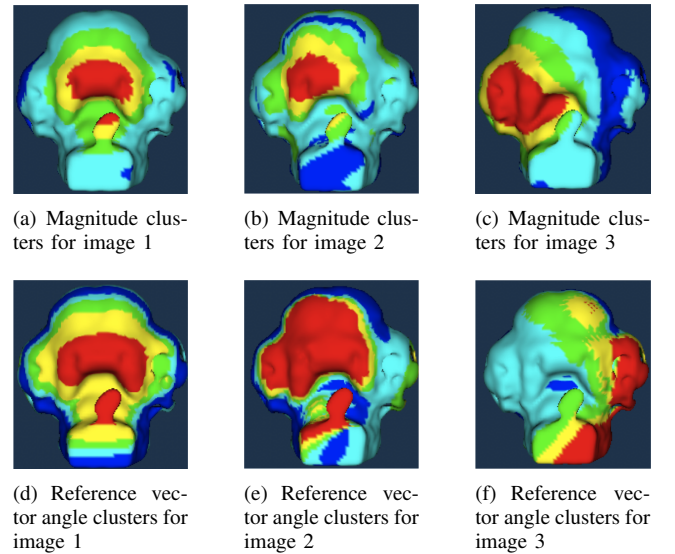 (a) Magnitude clus-
ters for image 1
(b) Magnitude clus-
ters for image 2
(c) Magnitude clus-
ters for image 3
(d) Reference vec-
tor angle clusters for
image 1
(e) Reference vec-
tor angle clusters for
image 2
(f) Reference vec-
tor angle clusters for
image 3